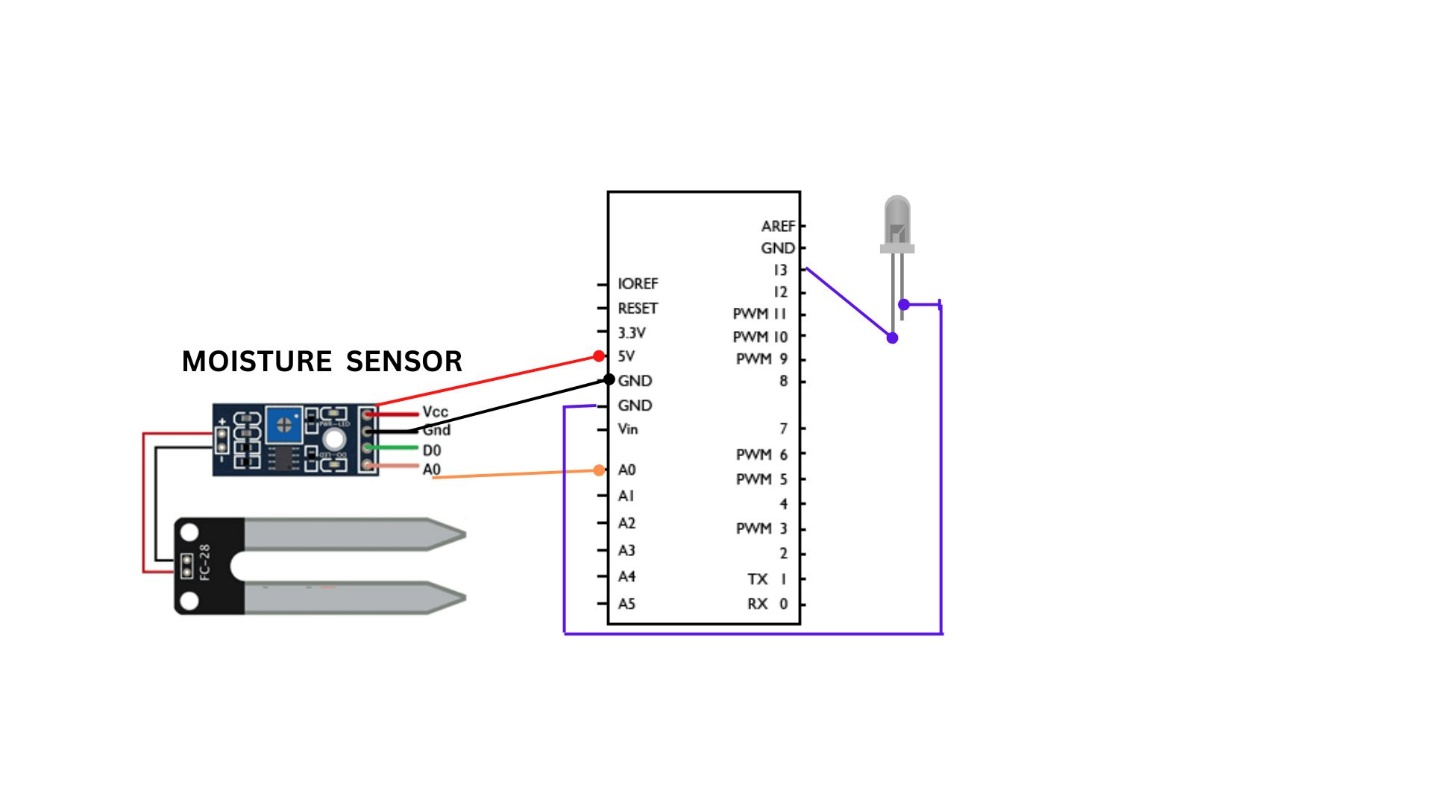 MOISTURE SENSOR
+
-
Vcc
Gnd
D0
A0
FC-28
IOREF
RESET
3.3V
5V
GND
GND
Vin
A0
A1
A2
A3
A4
A5
AREF
GND
13
12
PWM 11
PWM 10
PWM 9
8
7
PWM 6
PWM 5
4
PWM 3
2
TX 1
RX 0